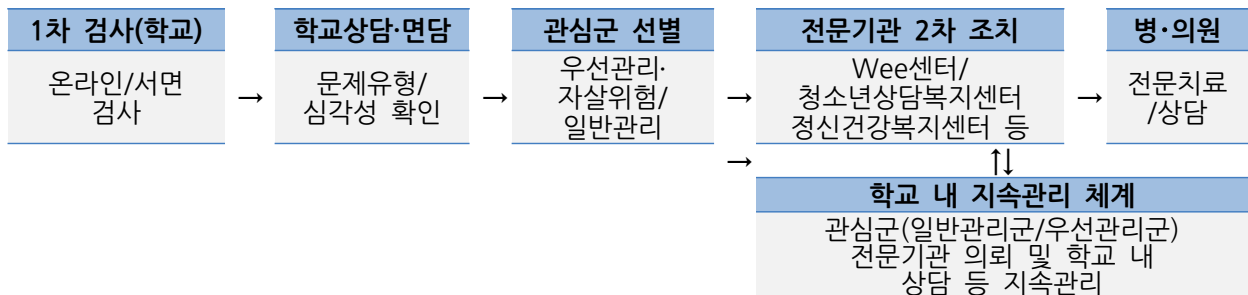 1차 검사(학교)
온라인/서면
검사
→
학교상담·면담
문제유형/
심각성 확인
→
관심군 선별
우선관리·
자살위험/
일반관리
→
전문기관 2차 조치
Wee센터/
청소년상담복지센터
정신건강복지센터 등
→
병·의원
전문치료
/상담
→
↑↓
학교 내 지속관리 체계
관심군(일반관리군/우선관리군)
전문기관 의뢰 및 학교 내
상담 등 지속관리